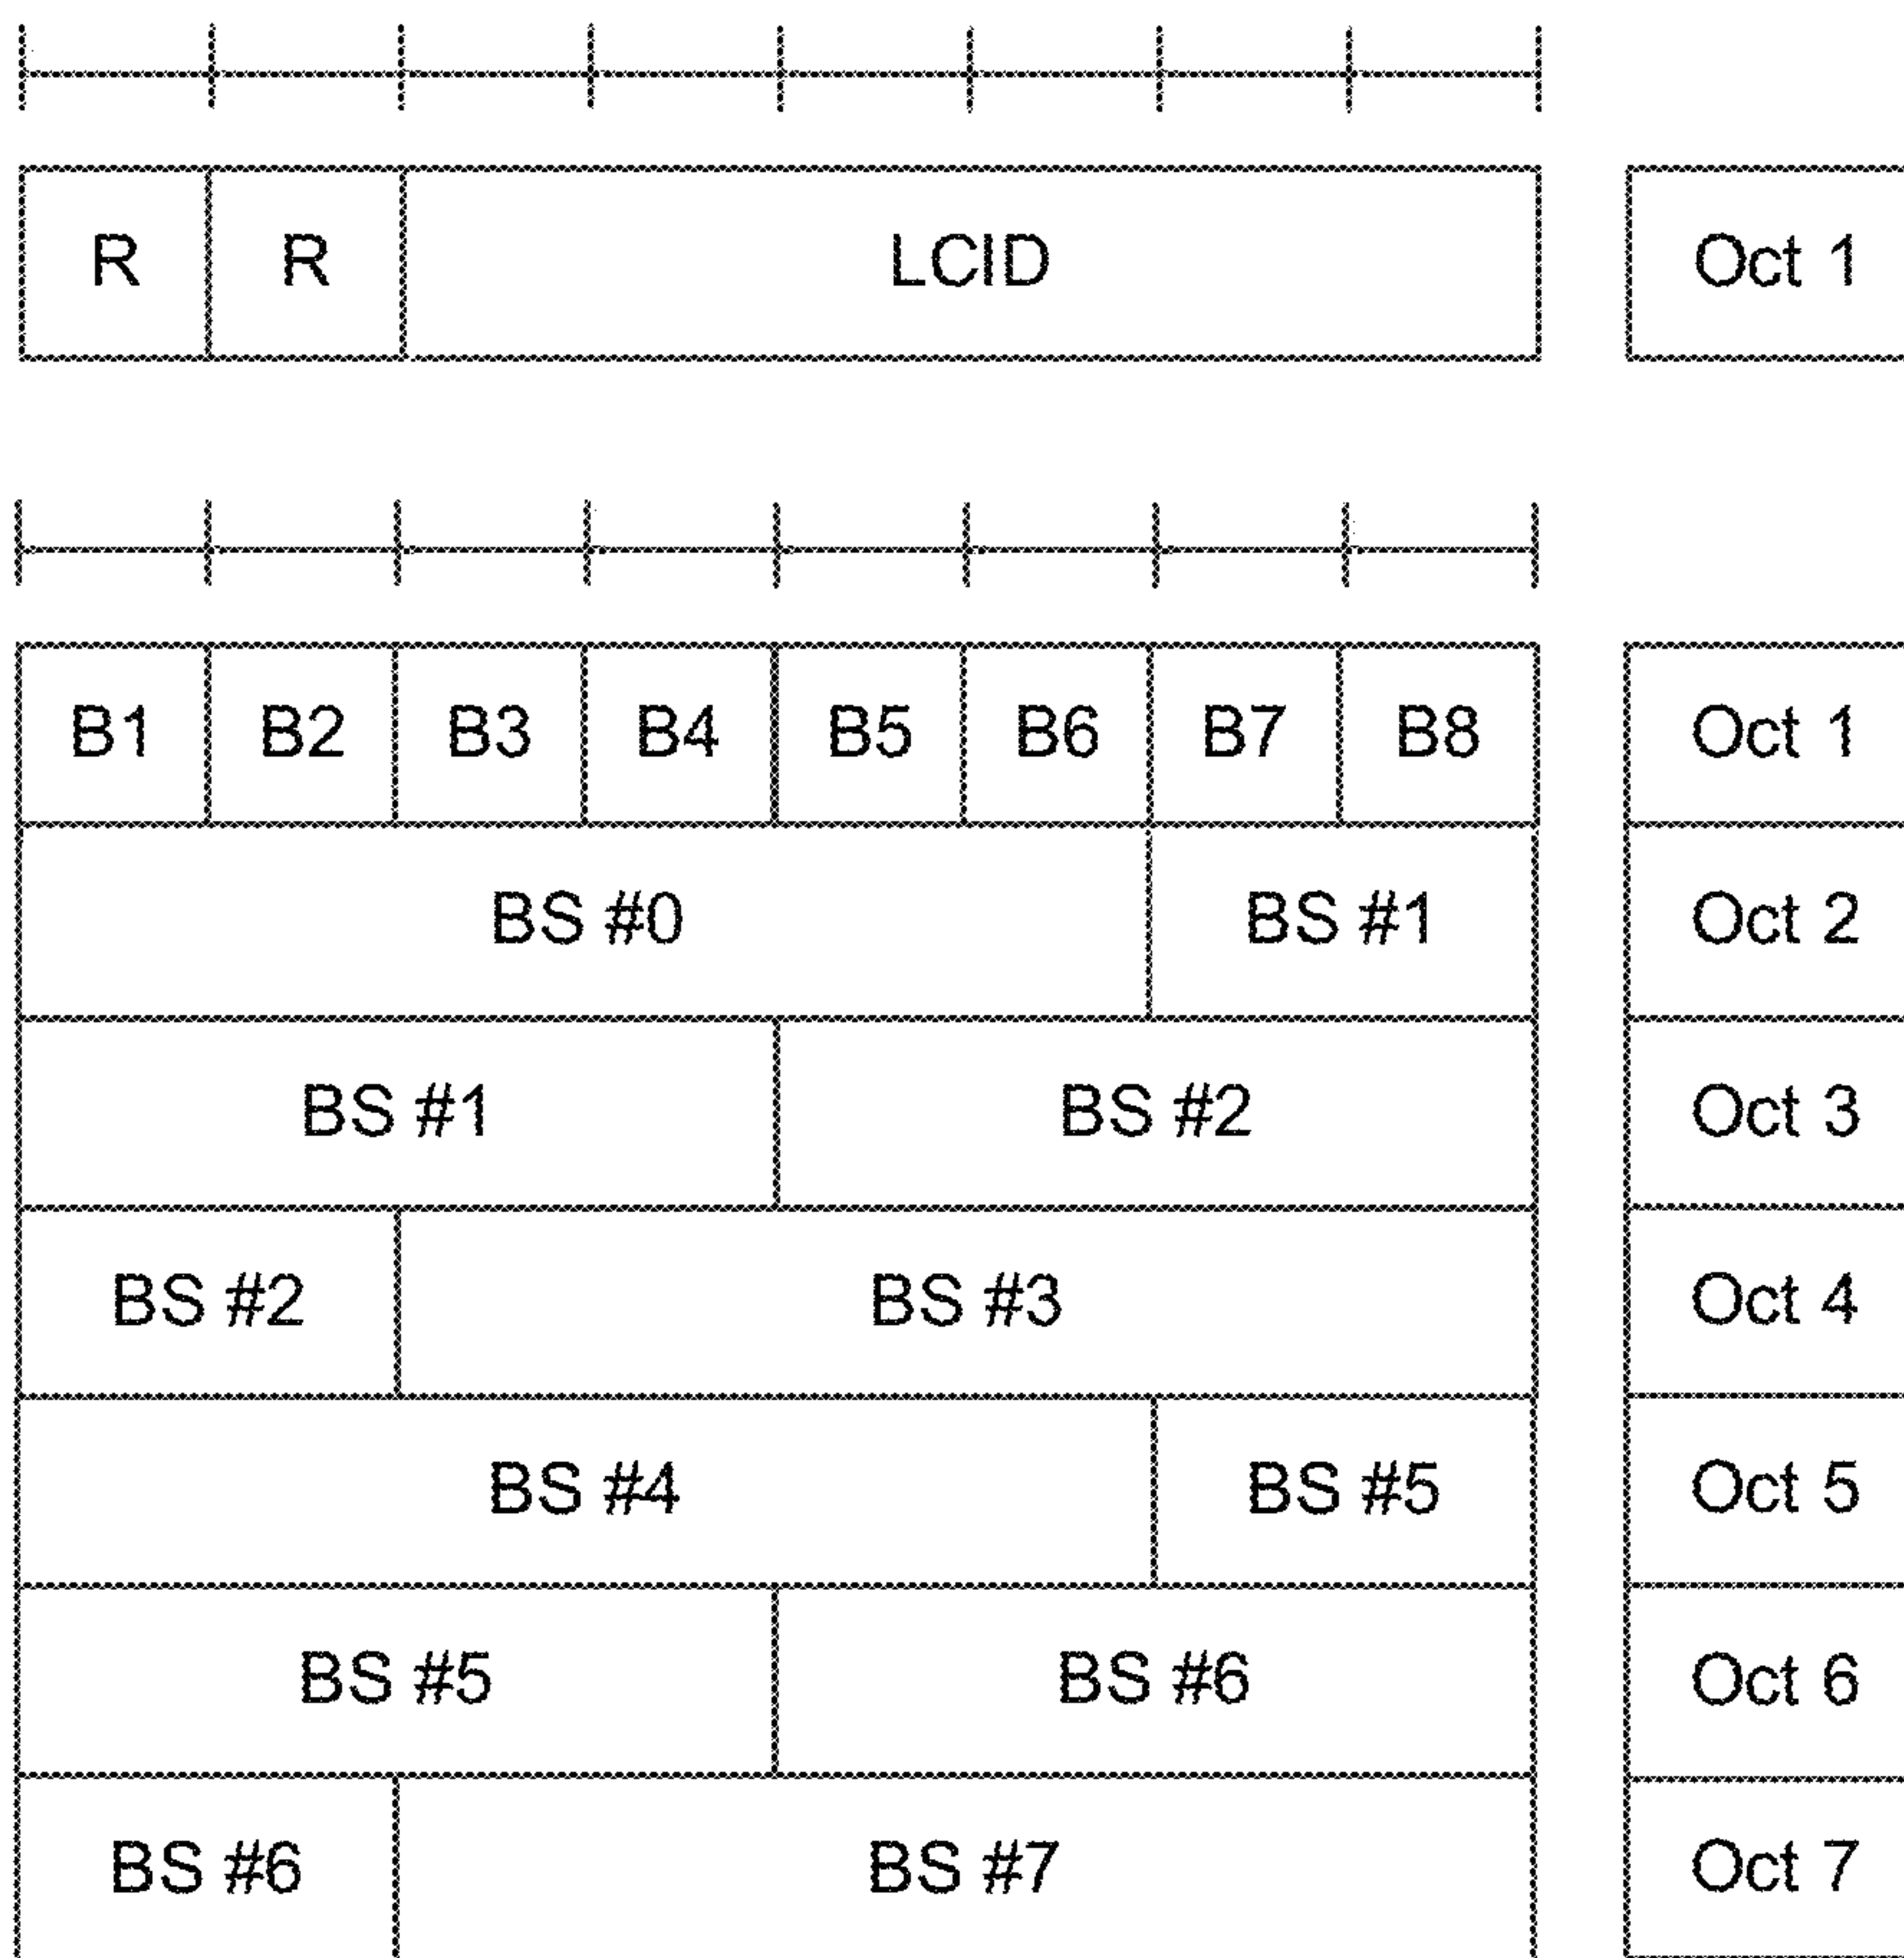 R R LCID Oct 1
B1 B2 B3 B4 B5 B6 B7 B8 Oct 1
BS #0 BS #1 Oct 2
BS #1 BS #2 Oct 3
BS #2 BS #3 Oct 4
BS #4 BS #5 Oct 5
BS #5 BS #6 Oct 6
BS #6 BS #7 Oct 7